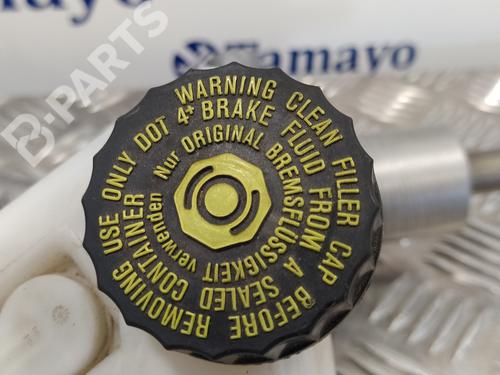 B-PARTS
Tamayo
WARNING CLEAN FILLER CAP BEFORE REMOVING
USE ONLY DOT 4+ BRAKE FLUID FROM A SEALED CONTAINER
Nur ORIGINAL BREMSFLÜSSIGKEIT verwenden